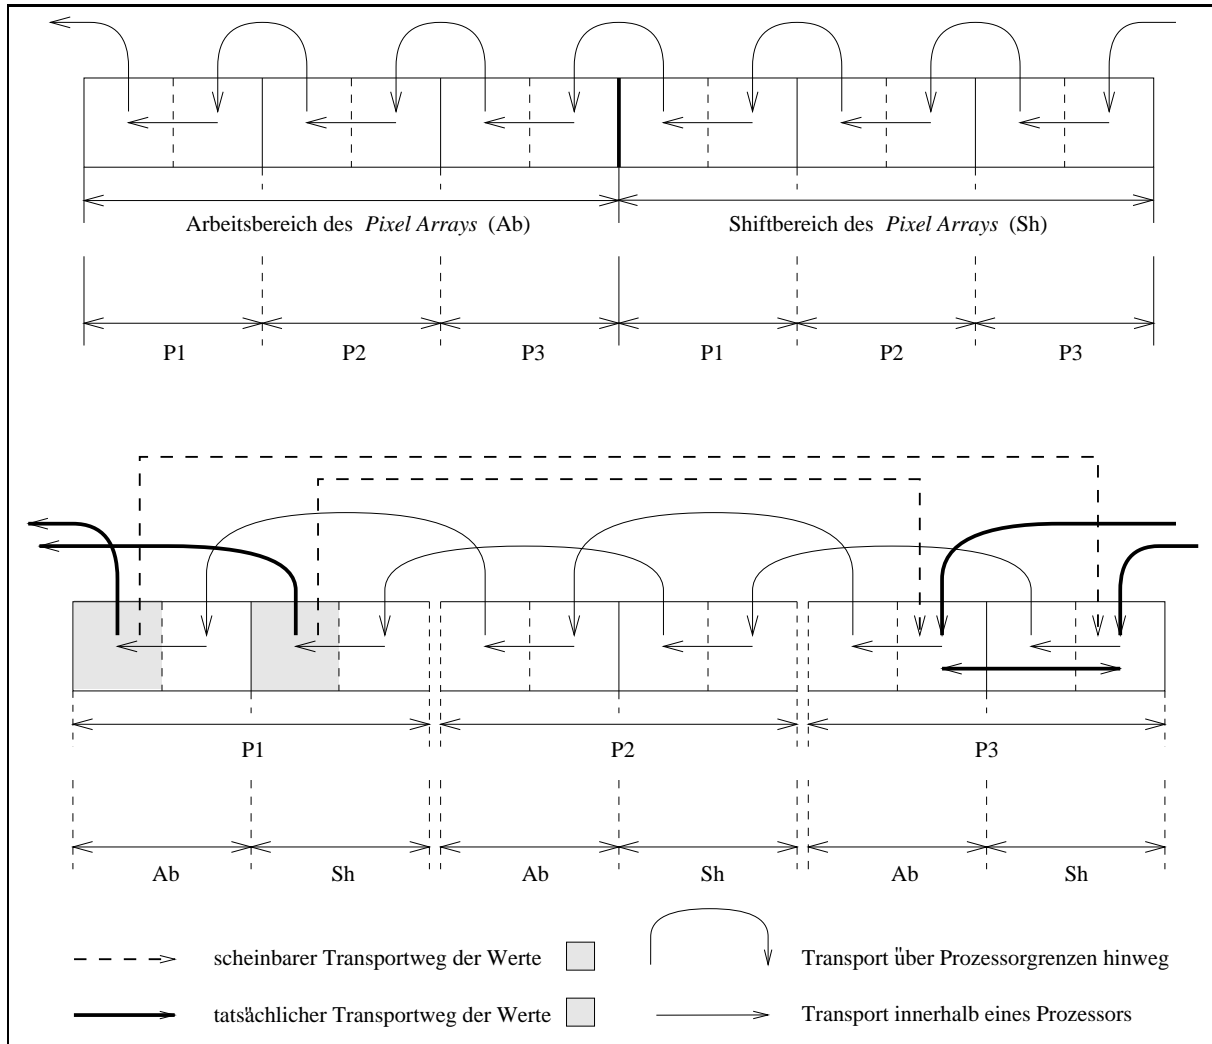 Arbeitsbereich des Pixel Arrays (Ab) Shiftbereich des Pixel Arrays (Sh)
P1 P2 P3 P1 P2 P3
P1 P2 P3
Ab Sh Ab Sh Ab Sh
scheinbarer Transportweg der Werte Transport über Prozessorgrenzen hinweg
tatsächlicher Transportweg der Werte Transport innerhalb eines Prozessors